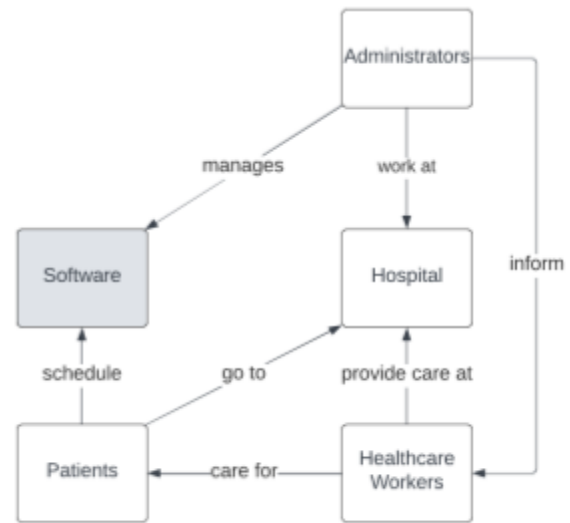 Administrators
manages
work at
Software
Hospital
inform
schedule
go to
provide care at
Patients
care for
Healthcare
Workers